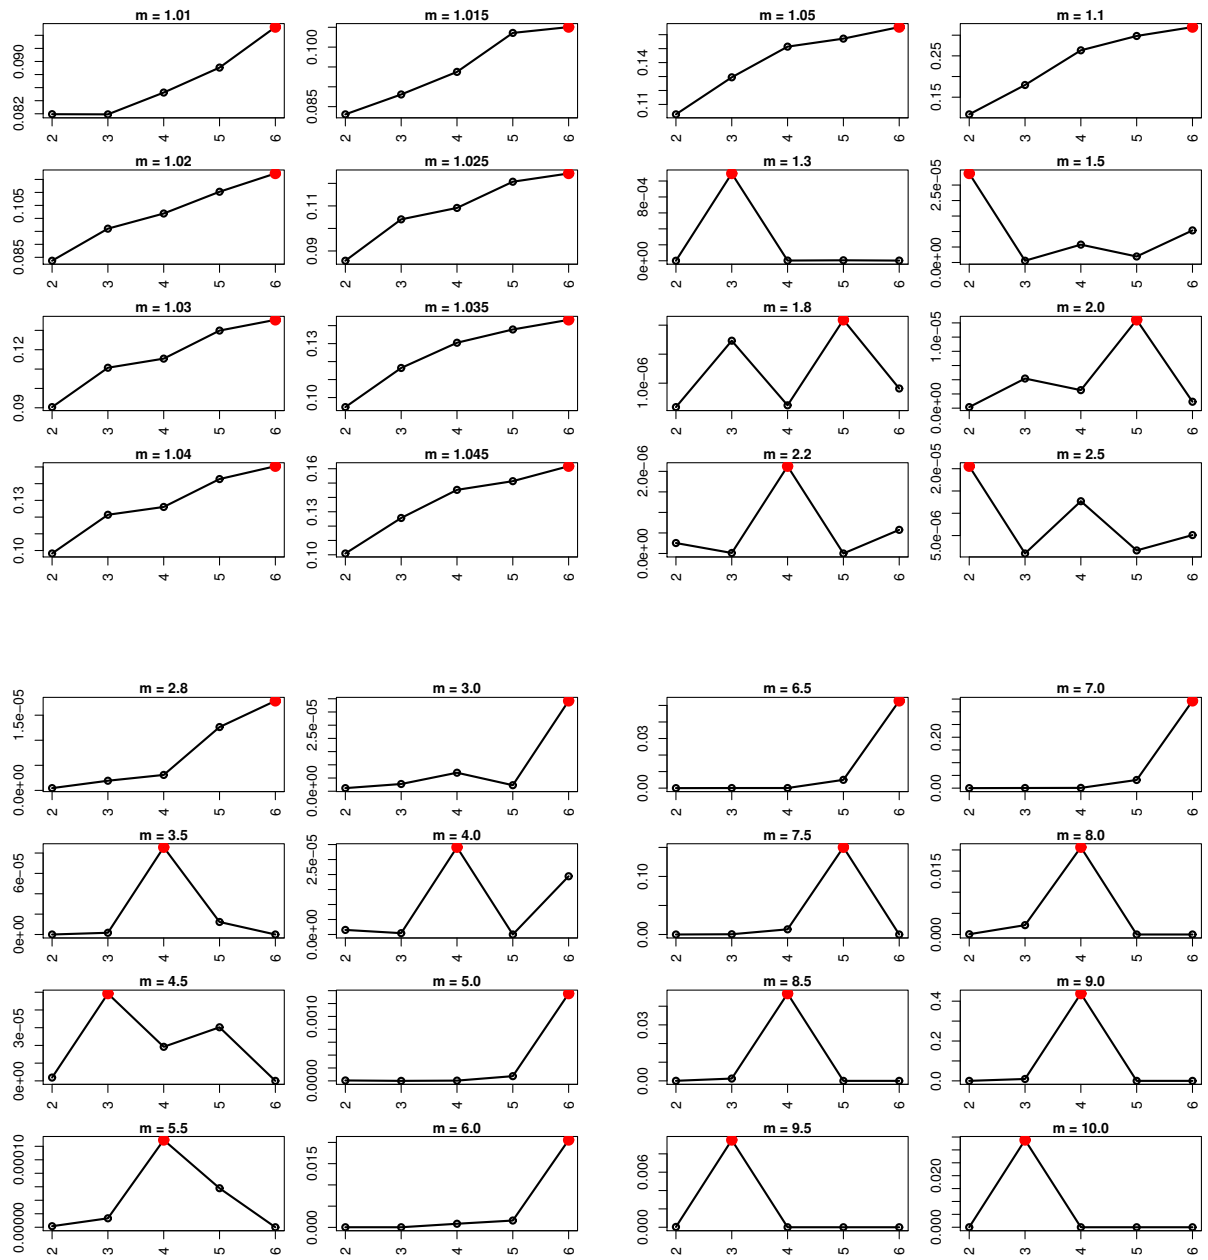 m = 1.01
0.082 0.090
2 3 4 5 6
m = 1.015
0.085 0.100
2 3 4 5 6
m = 1.05
0.11 0.14
2 3 4 5 6
m = 1.1
0.15 0.25
2 3 4 5 6
m = 1.02
0.085 0.105
2 3 4 5 6
m = 1.025
0.09 0.11
2 3 4 5 6
m = 1.3
0e+00 8e−04
2 3 4 5 6
m = 1.5
0.0e+00 2.5e−05
2 3 4 5 6
m = 1.03
0.09 0.12
2 3 4 5 6
m = 1.035
0.10 0.13
2 3 4 5 6
m = 1.8
1.0e−06
2 3 4 5 6
m = 2.0
0.0e+00 1.0e−05
2 3 4 5 6
m = 1.04
0.10 0.13
2 3 4 5 6
m = 1.045
0.10 0.13 0.16
2 3 4 5 6
m = 2.2
0.0e+00 2.0e−06
2 3 4 5 6
m = 2.5
5.0e−06 2.0e−05
2 3 4 5 6
m = 2.8
0.0e+00 1.5e−05
2 3 4 5 6
m = 3.0
0.0e+00 2.5e−05
2 3 4 5 6
m = 6.5
0.00 0.03
2 3 4 5 6
m = 7.0
0.00 0.20
2 3 4 5 6
m = 3.5
0e+00 6e−05
2 3 4 5 6
m = 4.0
0.0e+00 2.5e−05
2 3 4 5 6
m = 7.5
0.00 0.10
2 3 4 5 6
m = 8.0
0.000 0.015
2 3 4 5 6
m = 4.5
0e+00 3e−05
2 3 4 5 6
m = 5.0
0.0000 0.0010
2 3 4 5 6
m = 8.5
0.00 0.03
2 3 4 5 6
m = 9.0
0.0 0.2 0.4
2 3 4 5 6
m = 5.5
0.00000 0.00010
2 3 4 5 6
m = 6.0
0.000 0.015
2 3 4 5 6
m = 9.5
0.000 0.006
2 3 4 5 6
m = 10.0
0.000 0.020
2 3 4 5 6